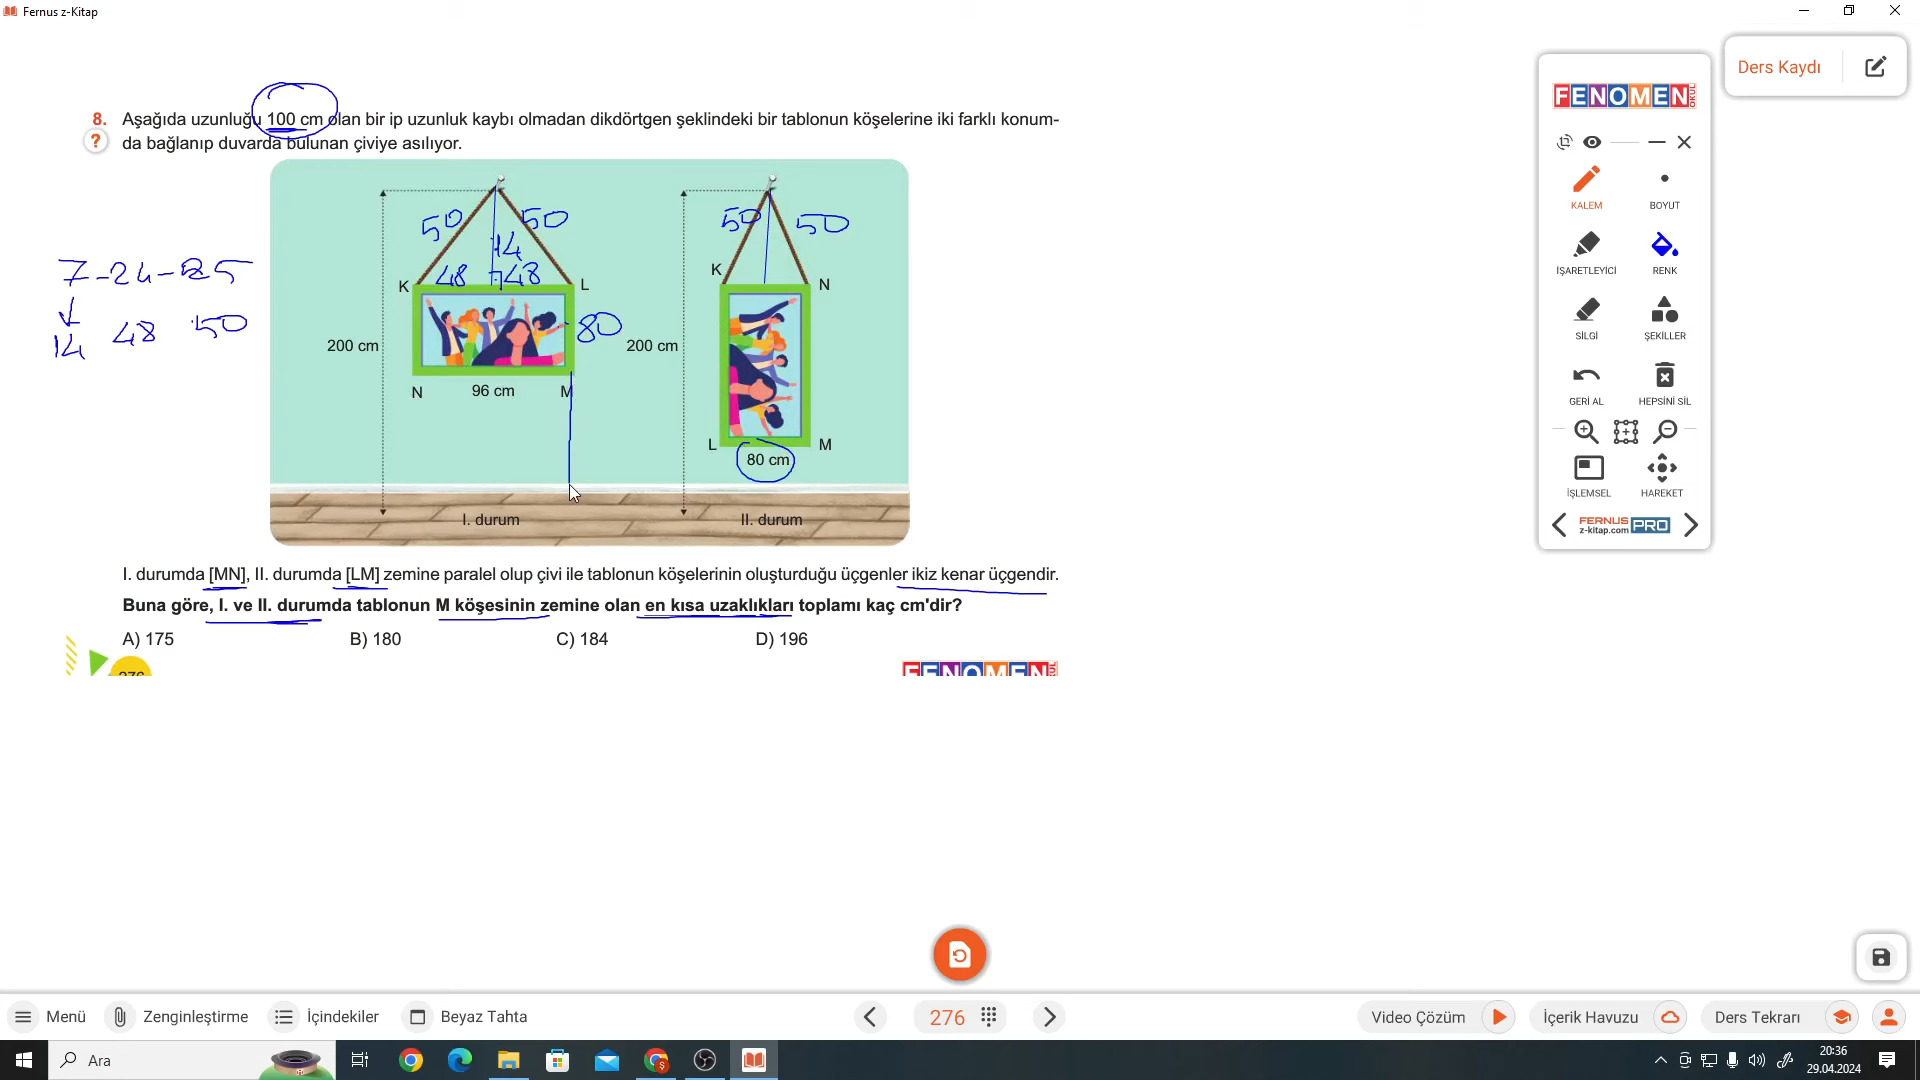 Fernus z-Kitap
Ders Kaydı
FENOMEN OKUL
8. Aşağıda uzunluğu 100 cm olan bir ip uzunluk kaybı olmadan dikdörtgen şeklindeki bir tablonun köşelerine iki farklı konum-
? da bağlanıp duvarda bulunan çiviye asılıyor.
KALEM BOYUT
İŞARETLEYİCİ RENK
SİLGİ ŞEKİLLER
GERİ AL HEPSİNİ SİL
İŞLEMSEL HAREKET
FERNUS z-kitap.com PRO
50 50 50 50
14
7-24-25
48 48
K L K N
14 48 50
80
200 cm 200 cm
N 96 cm M
L M
80 cm
I. durum II. durum
I. durumda [MN], II. durumda [LM] zemine paralel olup çivi ile tablonun köşelerinin oluşturduğu üçgenler ikiz kenar üçgendir.
Buna göre, I. ve II. durumda tablonun M köşesinin zemine olan en kısa uzaklıkları toplamı kaç cm'dir?
A) 175 B) 180 C) 184 D) 196
276
FENOMEN OKUL
Menü Zenginleştirme İçindekiler Beyaz Tahta 276 Video Çözüm İçerik Havuzu Ders Tekrarı
Ara 20:36
29.04.2024